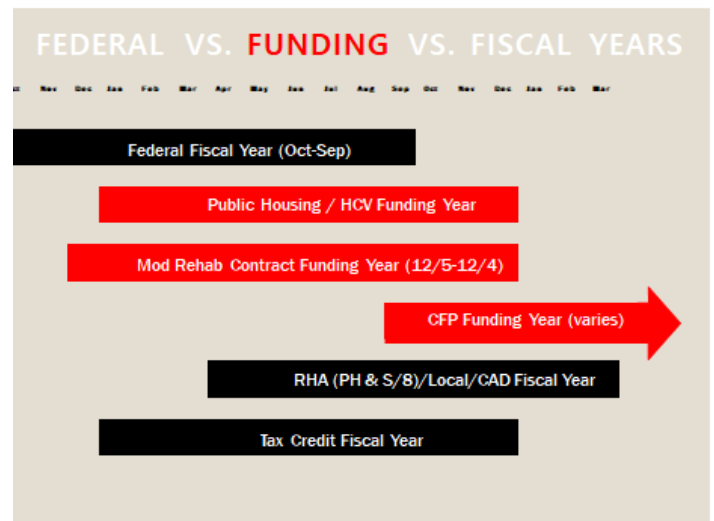 FEDERAL VS. FUNDING VS. FISCAL YEARS
Nov Dec Jan Feb Mar Apr May Jun Jul Aug Sep Oct Nov Dec Jan Feb Mar
Federal Fiscal Year (Oct-Sep)
Public Housing / HCV Funding Year
Mod Rehab Contract Funding Year (12/5-12/4)
CFP Funding Year (varies)
RHA (PH & S/8)/Local/CAD Fiscal Year
Tax Credit Fiscal Year